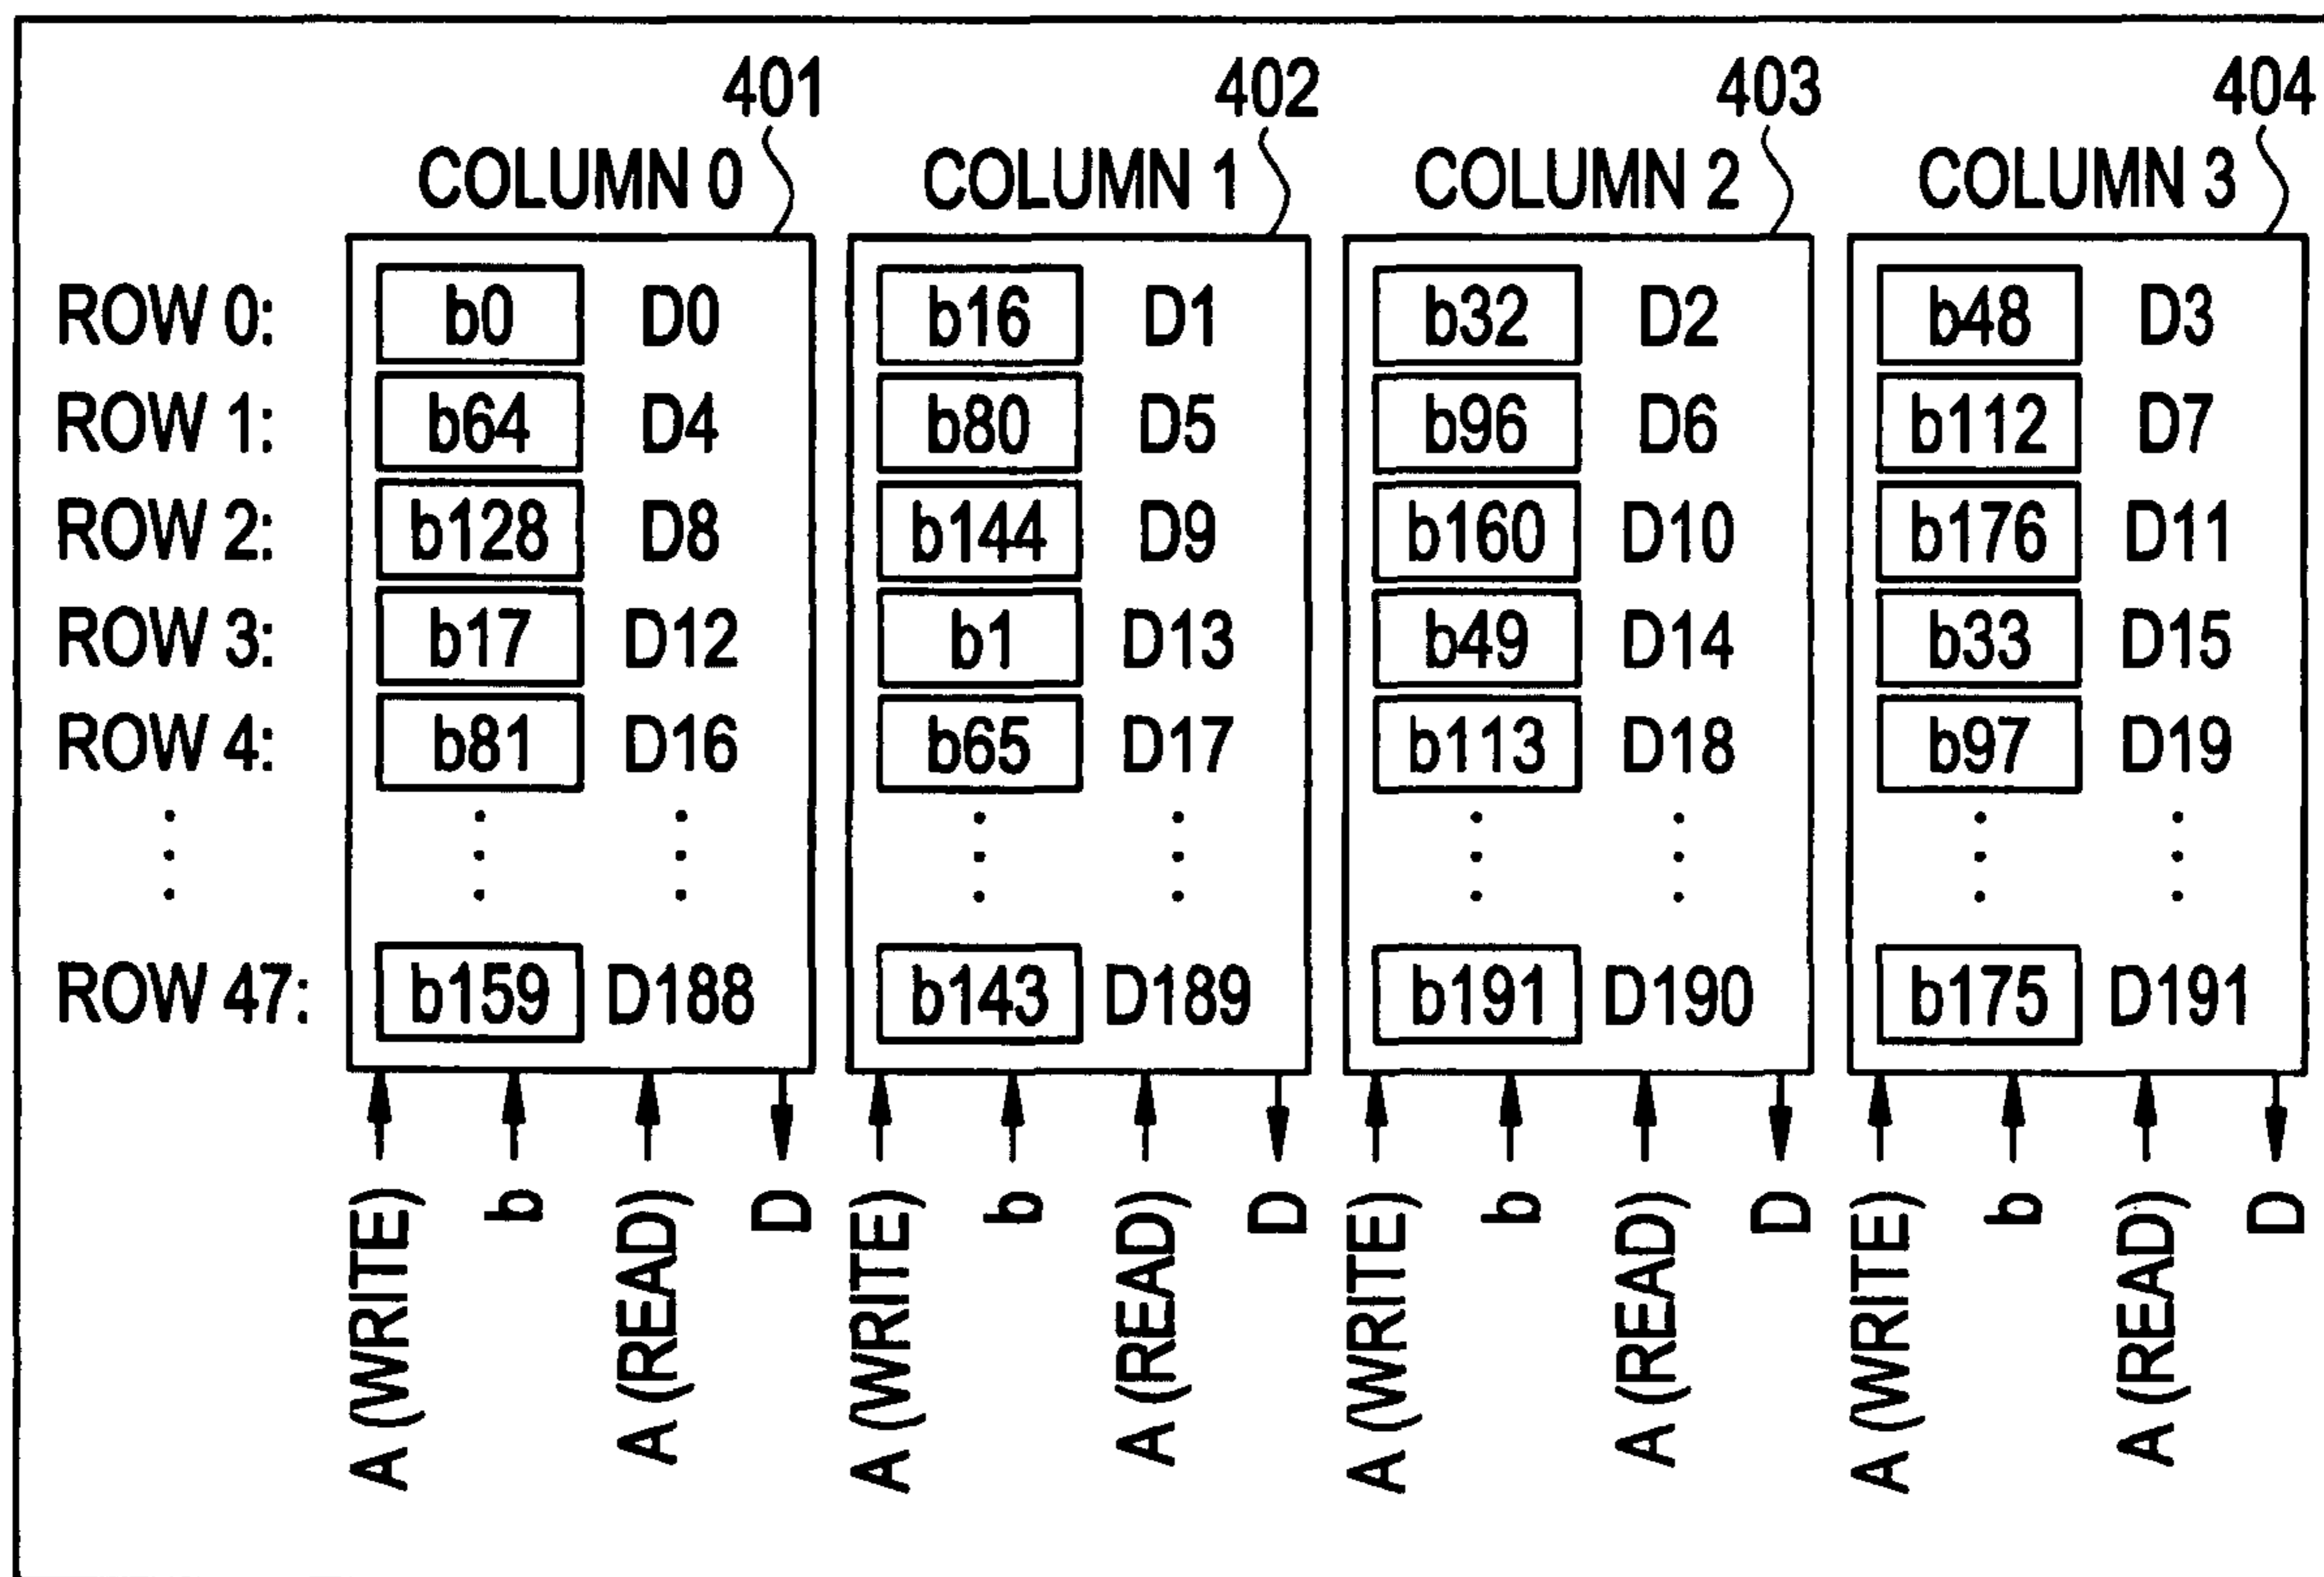 401 402 403 404
COLUMN 0 COLUMN 1 COLUMN 2 COLUMN 3
ROW 0: b0 D0 b16 D1 b32 D2 b48 D3
ROW 1: b64 D4 b80 D5 b96 D6 b112 D7
ROW 2: b128 D8 b144 D9 b160 D10 b176 D11
ROW 3: b17 D12 b1 D13 b49 D14 b33 D15
ROW 4: b81 D16 b65 D17 b113 D18 b97 D19
ROW 47: b159 D188 b143 D189 b191 D190 b175 D191
A (WRITE) b A (READ) D A (WRITE) b A (READ) D A (WRITE) b A (READ) D A (WRITE) b A (READ) D